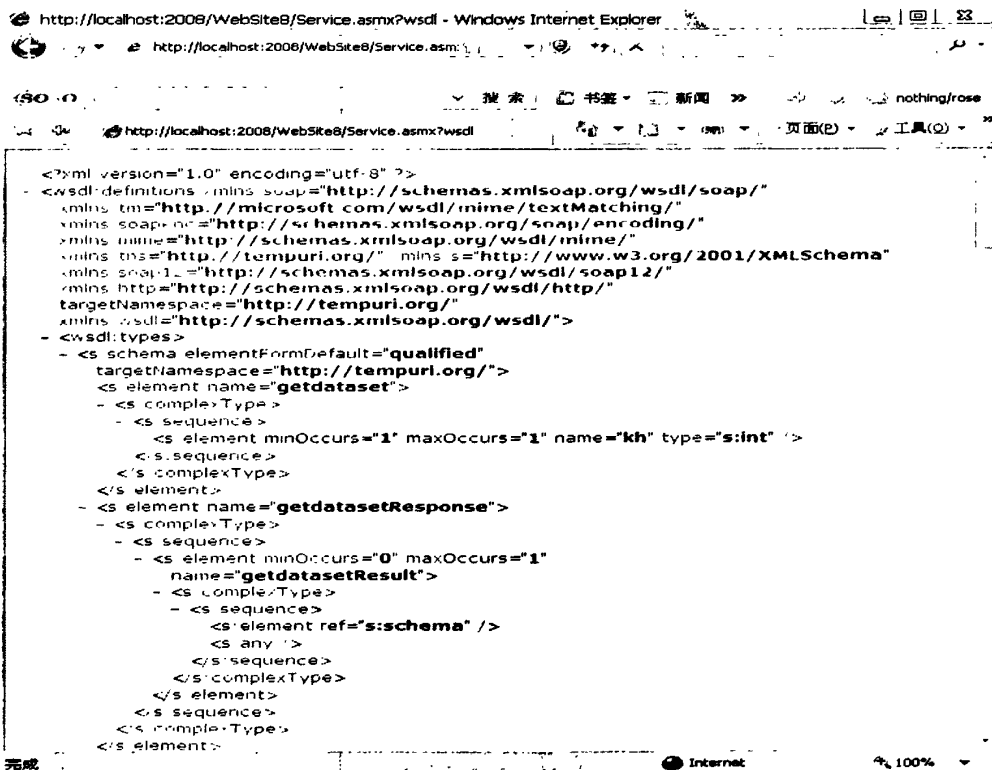 http://localhost:2008/WebSite8/Service.asmx?wsdl - Windows Internet Explorer
http://localhost:2008/WebSite8/Service.asm
搜索 书签 新闻 » nothing/rose
http://localhost:2008/WebSite8/Service.asmx?wsdl 页面(P) 工具(O) »
<?xml version="1.0" encoding="utf-8" ?>
- <wsdl:definitions xmlns:soap="http://schemas.xmlsoap.org/wsdl/soap/"
xmlns:tm="http://microsoft.com/wsdl/mime/textMatching/"
xmlns:soapenc="http://schemas.xmlsoap.org/soap/encoding/"
xmlns:mime="http://schemas.xmlsoap.org/wsdl/mime/"
xmlns:tns="http://tempuri.org/" xmlns:s="http://www.w3.org/2001/XMLSchema"
xmlns:soap12="http://schemas.xmlsoap.org/wsdl/soap12/"
xmlns:http="http://schemas.xmlsoap.org/wsdl/http/"
targetNamespace="http://tempuri.org/"
xmlns:wsdl="http://schemas.xmlsoap.org/wsdl/">
- <wsdl:types>
- <s:schema elementFormDefault="qualified"
targetNamespace="http://tempuri.org/">
- <s:element name="getdataset">
- <s:complexType>
- <s:sequence>
<s:element minOccurs="1" maxOccurs="1" name="kh" type="s:int" />
</s:sequence>
</s:complexType>
</s:element>
- <s:element name="getdatasetResponse">
- <s:complexType>
- <s:sequence>
- <s:element minOccurs="0" maxOccurs="1"
name="getdatasetResult">
- <s:complexType>
- <s:sequence>
<s:element ref="s:schema" />
<s:any />
</s:sequence>
</s:complexType>
</s:element>
</s:sequence>
</s:complexType>
</s:element>
完成 Internet 100%